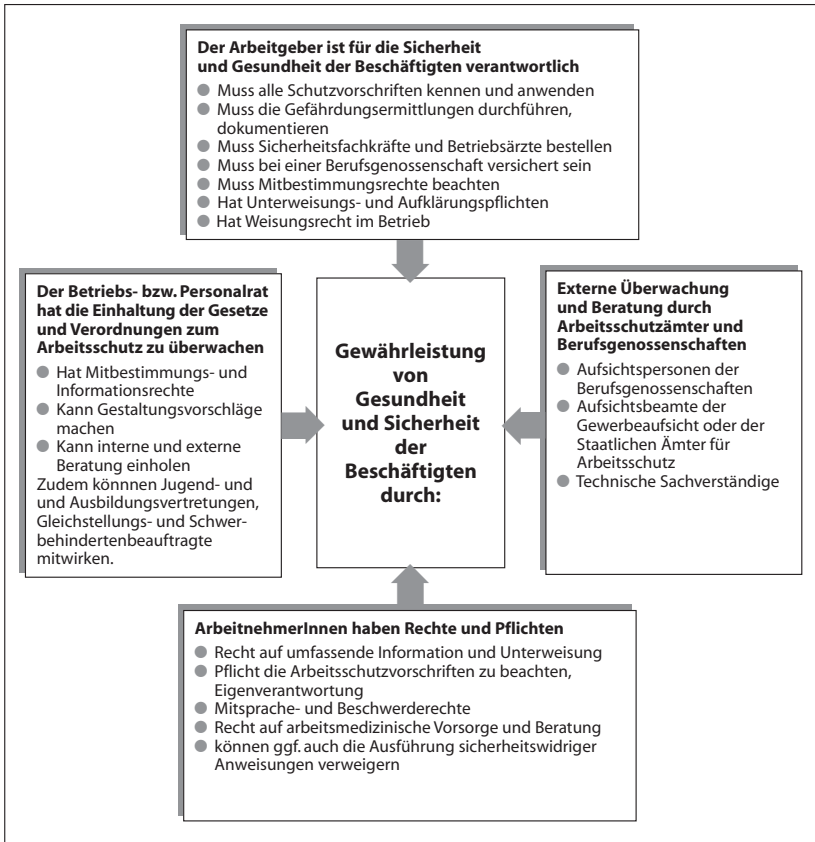 Der Arbeitgeber ist für die Sicherheit
und Gesundheit der Beschäftigten verantwortlich
● Muss alle Schutzvorschriften kennen und anwenden
● Muss die Gefährdungsermittlungen durchführen,
dokumentieren
● Muss Sicherheitsfachkräfte und Betriebsärzte bestellen
● Muss bei einer Berufsgenossenschaft versichert sein
● Muss Mitbestimmungsrechte beachten
● Hat Unterweisungs- und Aufklärungspflichten
● Hat Weisungsrecht im Betrieb
Der Betriebs- bzw. Personalrat
hat die Einhaltung der Gesetze
und Verordnungen zum
Arbeitsschutz zu überwachen
● Hat Mitbestimmungs- und
Informationsrechte
● Kann Gestaltungsvorschläge
machen
● Kann interne und externe
Beratung einholen
Zudem könnnen Jugend- und
und Ausbildungsvertretungen,
Gleichstellungs- und Schwer-
behindertenbeauftragte
mitwirken.
Gewährleistung
von
Gesundheit
und Sicherheit
der
Beschäftigten
durch:
Externe Überwachung
und Beratung durch
Arbeitsschutzämter und
Berufsgenossenschaften
● Aufsichtspersonen der
Berufsgenossenschaften
● Aufsichtsbeamte der
Gewerbeaufsicht oder der
Staatlichen Ämter für
Arbeitsschutz
● Technische Sachverständige
ArbeitnehmerInnen haben Rechte und Pflichten
● Recht auf umfassende Information und Unterweisung
● Pflicht die Arbeitsschutzvorschriften zu beachten,
Eigenverantwortung
● Mitsprache- und Beschwerderechte
● Recht auf arbeitsmedizinische Vorsorge und Beratung
● können ggf. auch die Ausführung sicherheitswidriger
Anweisungen verweigern